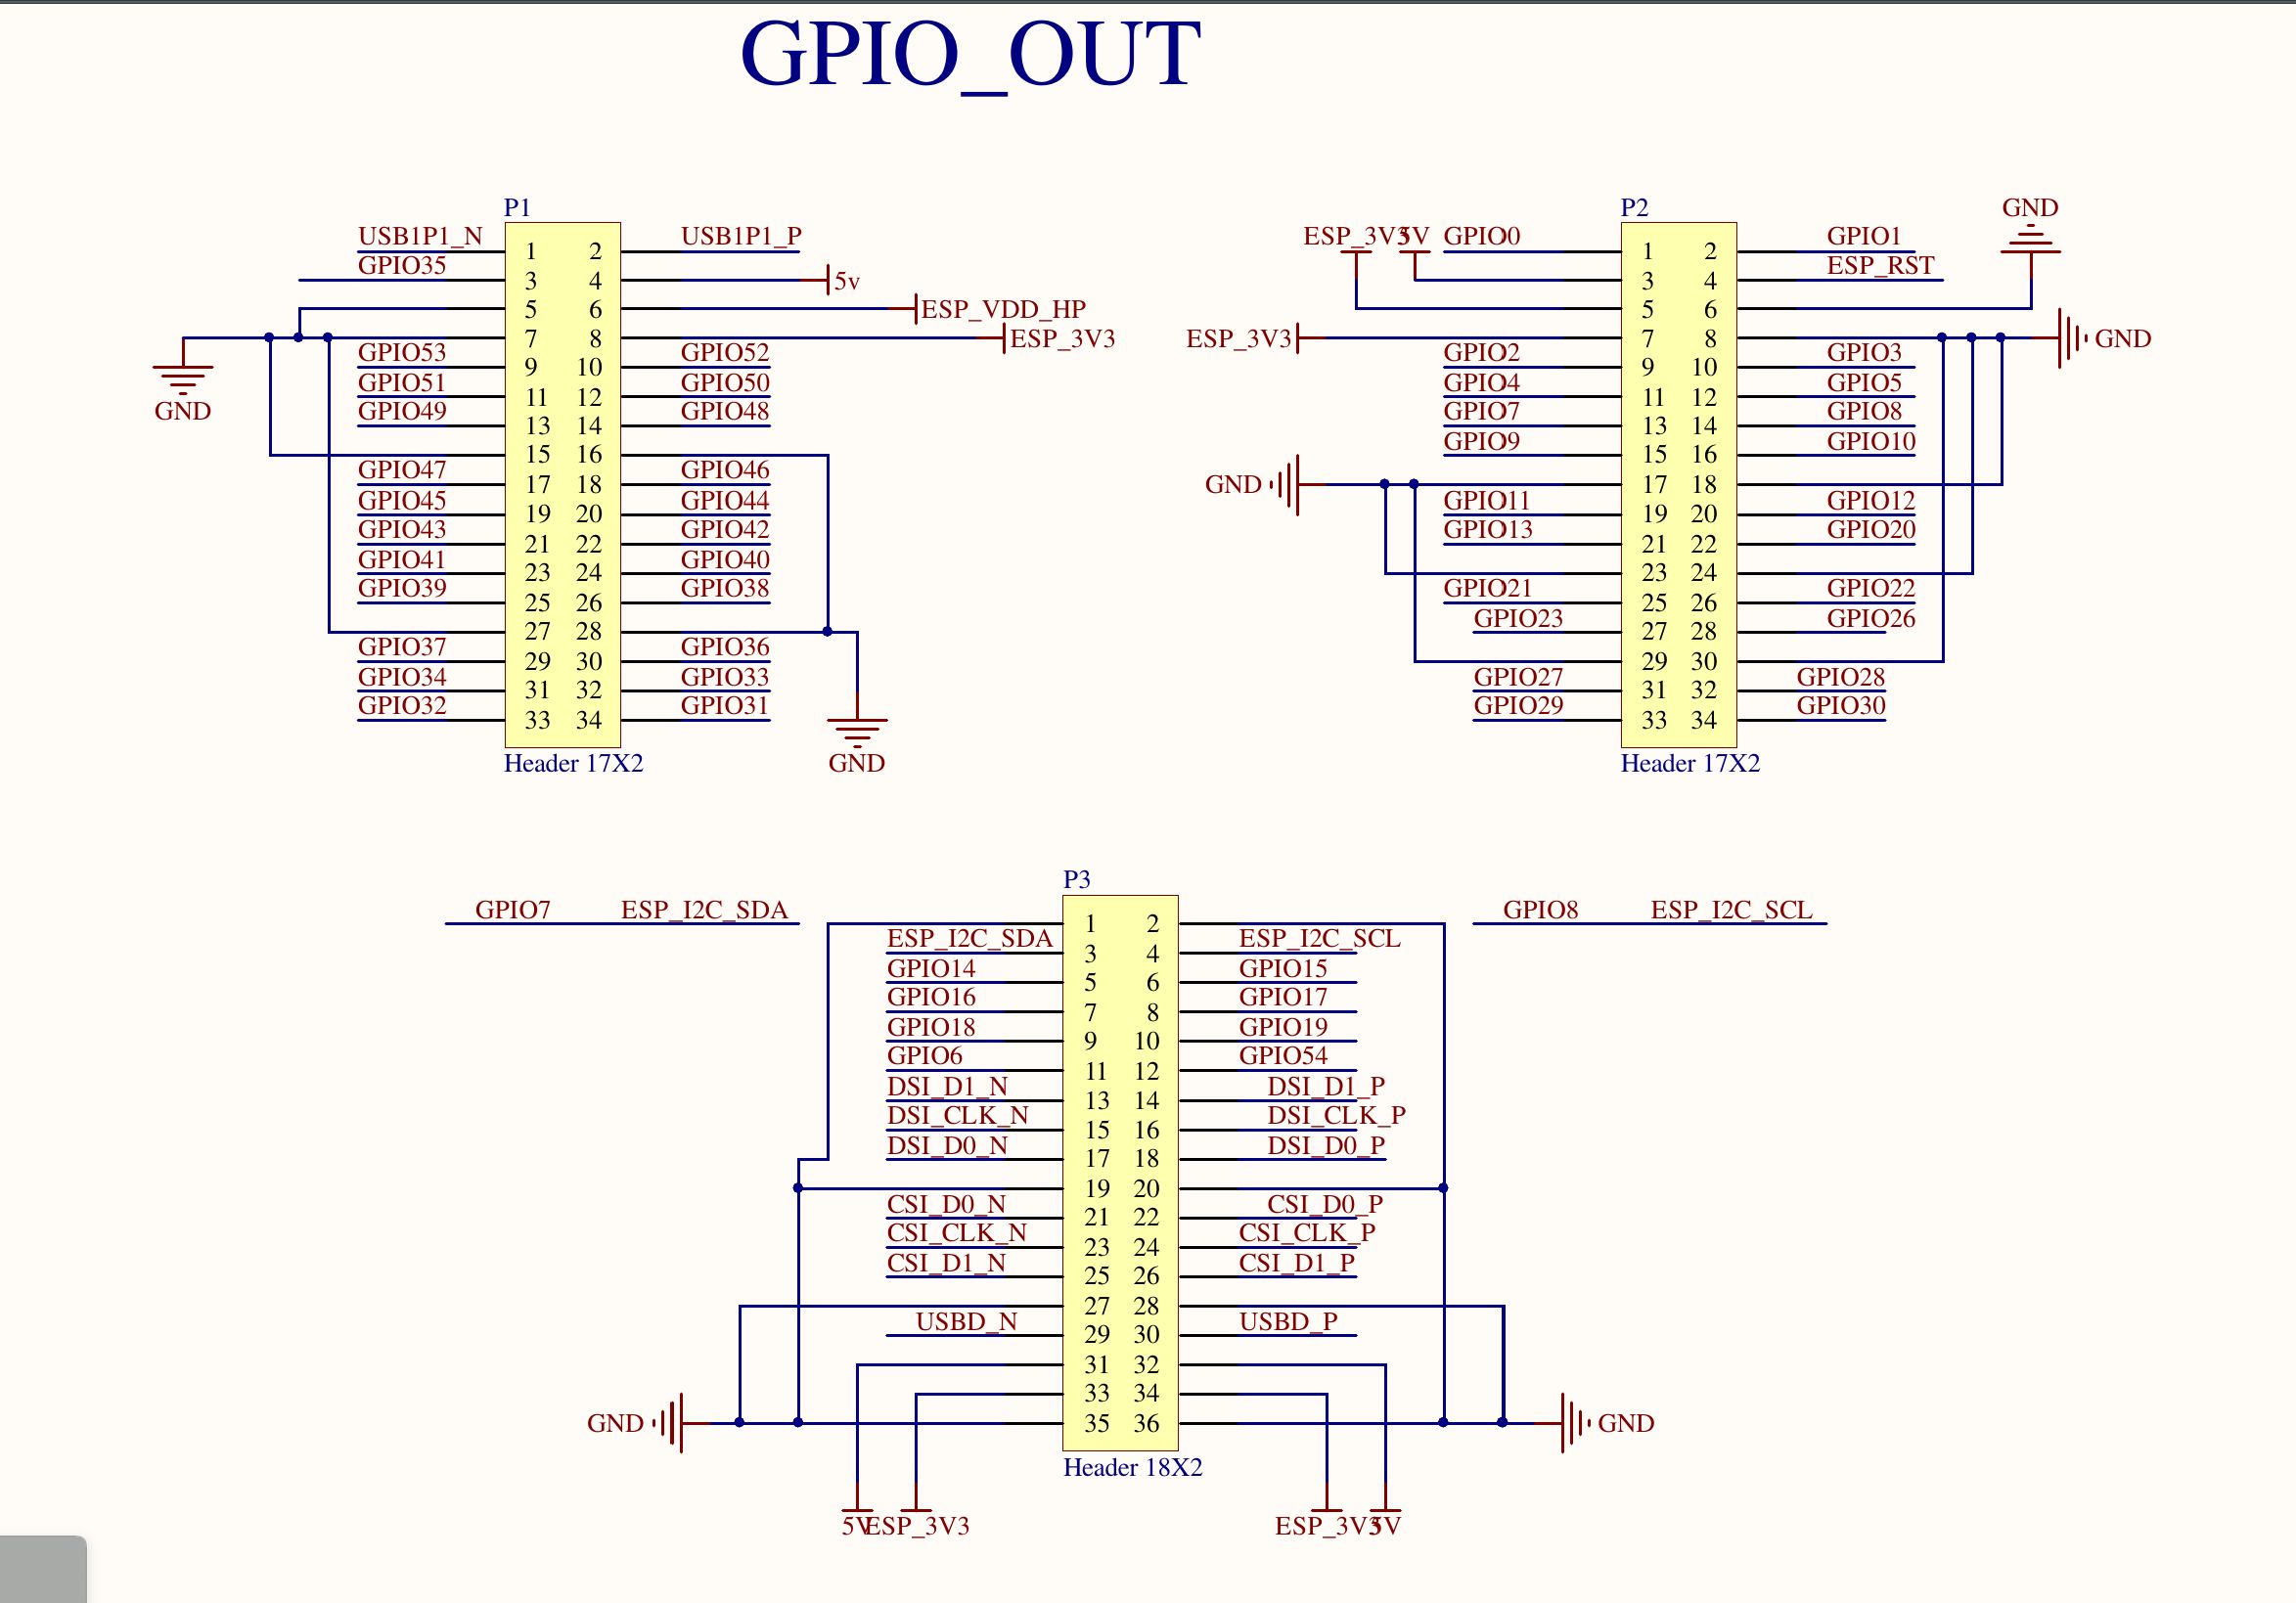 GPIO_OUT
P1
USB1P1_N 1 2 USB1P1_P
GPIO35 3 4 5v
5 6 ESP_VDD_HP
7 8 ESP_3V3
GPIO53 9 10 GPIO52
GPIO51 11 12 GPIO50
GPIO49 13 14 GPIO48
GND
15 16
GPIO47 17 18 GPIO46
GPIO45 19 20 GPIO44
GPIO43 21 22 GPIO42
GPIO41 23 24 GPIO40
GPIO39 25 26 GPIO38
27 28
GPIO37 29 30 GPIO36
GPIO34 31 32 GPIO33
GPIO32 33 34 GPIO31
Header 17X2
GND
P2
GND
ESP_3V3 5V GPIO0 1 2 GPIO1
3 4 ESP_RST
5 6
ESP_3V3 7 8 GND
GPIO2 9 10 GPIO3
GPIO4 11 12 GPIO5
GPIO7 13 14 GPIO8
GPIO9 15 16 GPIO10
GND 17 18
GPIO11 19 20 GPIO12
GPIO13 21 22 GPIO20
23 24
GPIO21 25 26 GPIO22
GPIO23 27 28 GPIO26
29 30
GPIO27 31 32 GPIO28
GPIO29 33 34 GPIO30
Header 17X2
P3
GPIO7 ESP_I2C_SDA 1 2 GPIO8 ESP_I2C_SCL
ESP_I2C_SDA 3 4 ESP_I2C_SCL
GPIO14 5 6 GPIO15
GPIO16 7 8 GPIO17
GPIO18 9 10 GPIO19
GPIO6 11 12 GPIO54
DSI_D1_N 13 14 DSI_D1_P
DSI_CLK_N 15 16 DSI_CLK_P
DSI_D0_N 17 18 DSI_D0_P
19 20
CSI_D0_N 21 22 CSI_D0_P
CSI_CLK_N 23 24 CSI_CLK_P
CSI_D1_N 25 26 CSI_D1_P
27 28
USBD_N 29 30 USBD_P
31 32
33 34
GND 35 36 GND
Header 18X2
5V ESP_3V3 ESP_3V3 5V